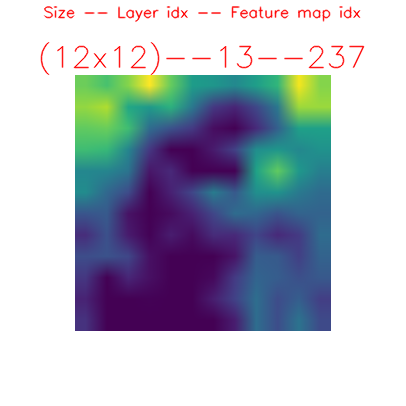 Size -- Layer idx -- Feature map idx
(12x12)--13--237